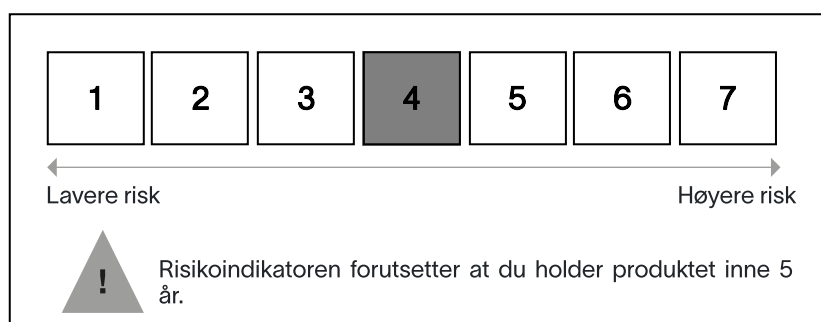 1 2 3 4 5 6 7
Lavere risk Høyere risk
! Risikoindikatoren forutsetter at du holder produktet inne 5
år.